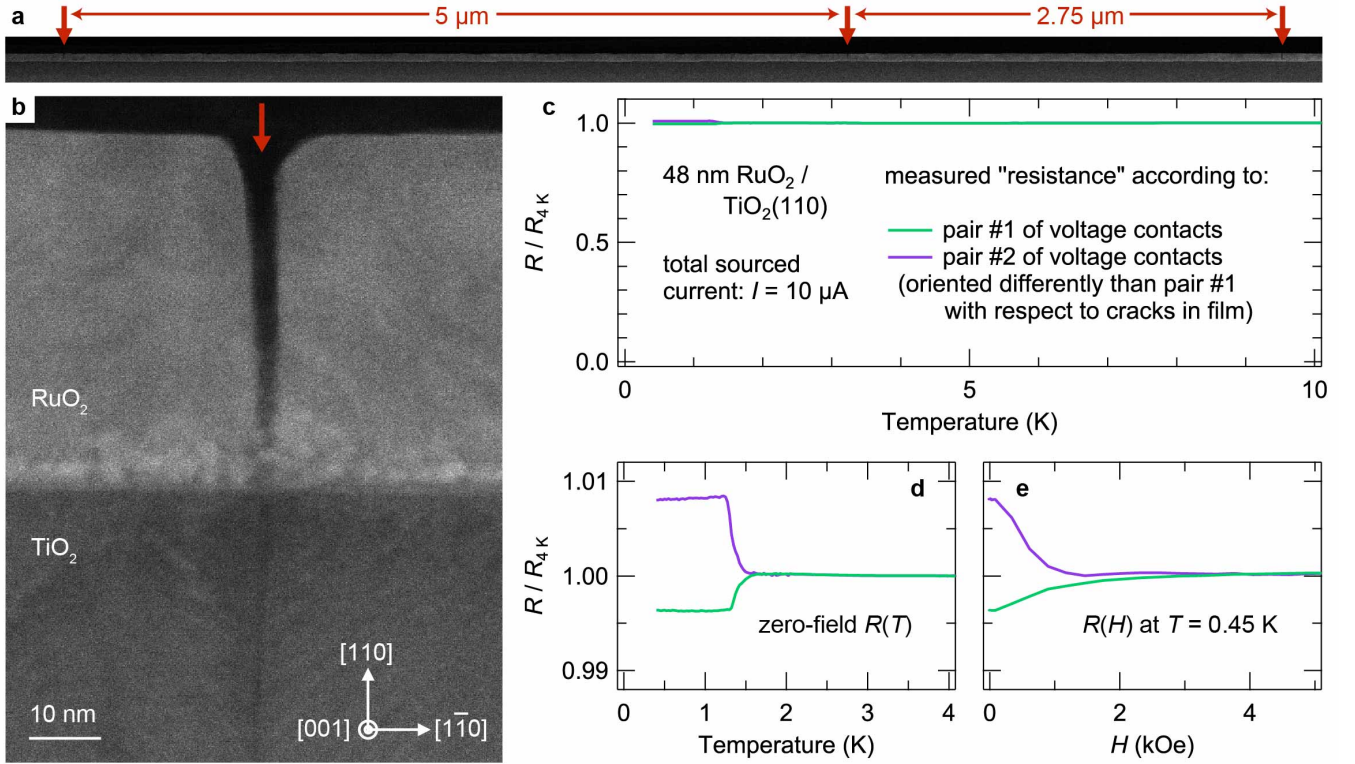 a
5 μm
2.75 μm
b
RuO₂
TiO₂
10 nm
[110]
[001]
[11̄0]
c
1.0
0.5
0.0
R / R₄ K
48 nm RuO₂ /
TiO₂(110)
total sourced
current: I = 10 μA
measured "resistance" according to:
pair #1 of voltage contacts
pair #2 of voltage contacts
(oriented differently than pair #1
with respect to cracks in film)
0 5 10
Temperature (K)
d
1.01
1.00
0.99
R / R₄ K
zero-field R(T)
0 1 2 3 4
Temperature (K)
e
R(H) at T = 0.45 K
0 2 4
H (kOe)